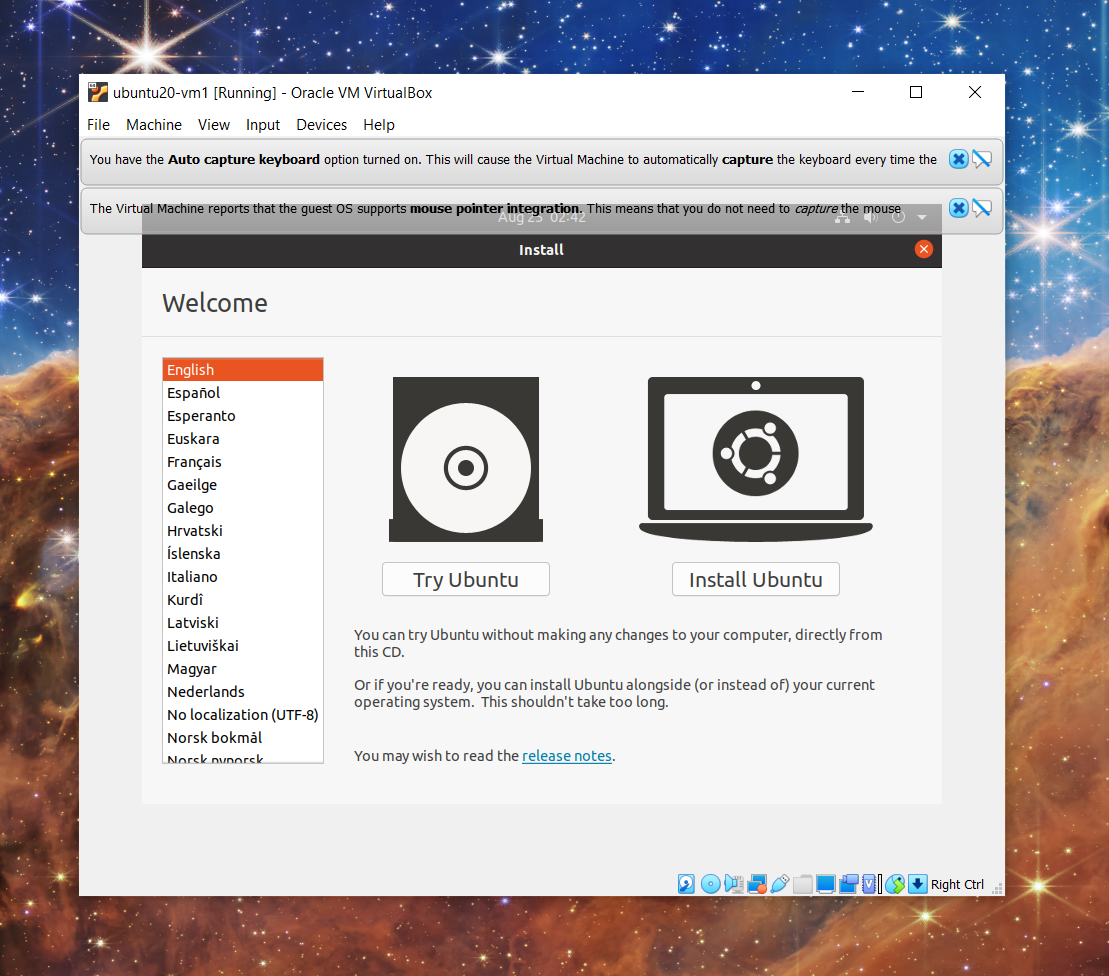 ubuntu20-vm1 [Running] - Oracle VM VirtualBox
File Machine View Input Devices Help
You have the Auto capture keyboard option turned on. This will cause the Virtual Machine to automatically capture the keyboard every time the
The Virtual Machine reports that the guest OS supports mouse pointer integration. This means that you do not need to capture the mouse
Aug 25 02:42
Install
Welcome
English
Español
Esperanto
Euskara
Français
Gaeilge
Galego
Hrvatski
Íslenska
Italiano
Kurdî
Latviski
Lietuviškai
Magyar
Nederlands
No localization (UTF-8)
Norsk bokmål
Norsk nynorsk
Try Ubuntu
Install Ubuntu
You can try Ubuntu without making any changes to your computer, directly from
this CD.
Or if you're ready, you can install Ubuntu alongside (or instead of) your current
operating system. This shouldn't take too long.
You may wish to read the release notes.
Right Ctrl